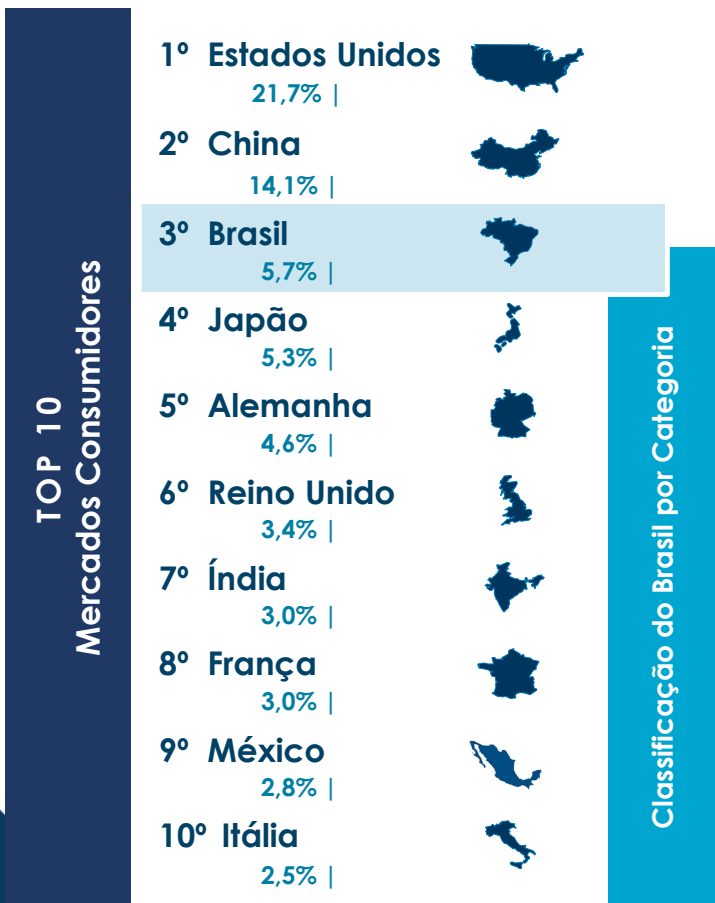 TOP 10
Mercados Consumidores
1º Estados Unidos
21,7% |
2º China
14,1% |
3º Brasil
5,7% |
4º Japão
5,3% |
5º Alemanha
4,6% |
6º Reino Unido
3,4% |
7º Índia
3,0% |
8º França
3,0% |
9º México
2,8% |
10º Itália
2,5% |
Classificação do Brasil por Categoria